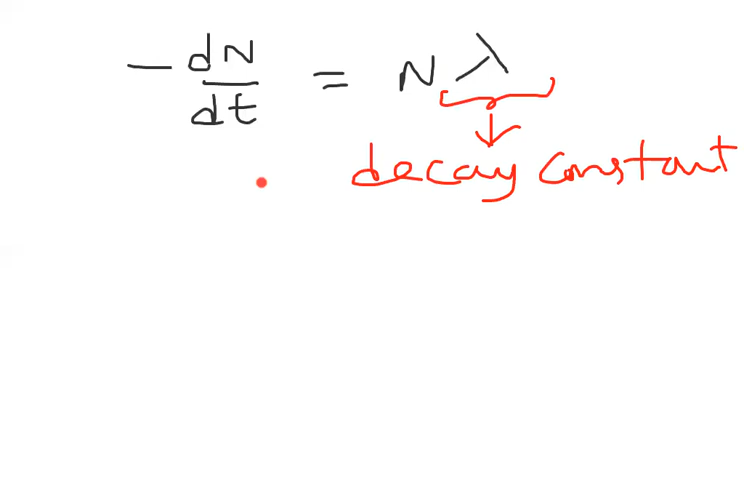 - dN/dt = Nλ
decay constant